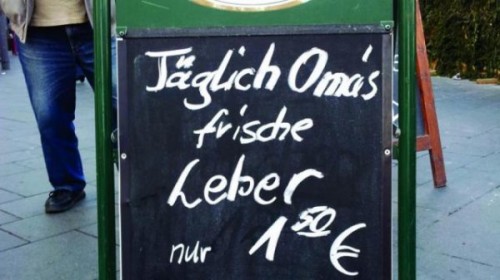 Täglich Oma's
frische
Leber
nur 1 50 €